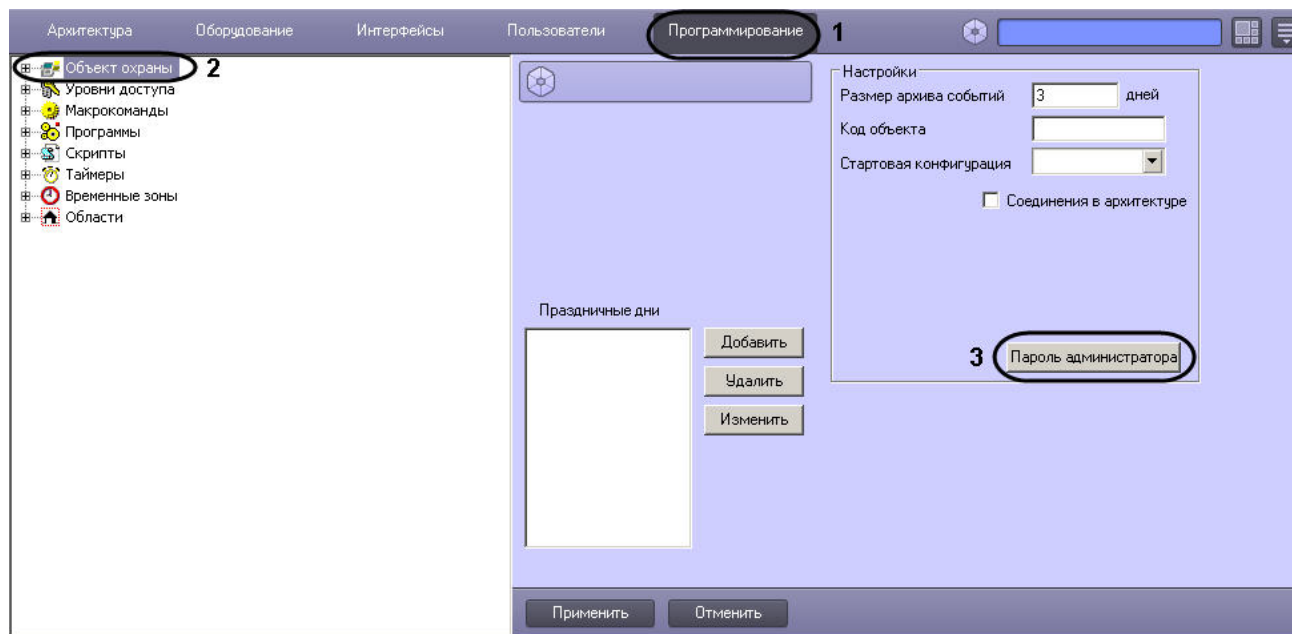 Архитектура Оборудование Интерфейсы Пользователи Программирование 1
Объект охраны 2
Уровни доступа
Макрокоманды
Программы
Скрипты
Таймеры
Временные зоны
Области
Настройки
Размер архива событий 3 дней
Код объекта
Стартовая конфигурация
Соединения в архитектуре
Праздничные дни
Добавить
Удалить
Изменить
3 Пароль администратора
Применить Отменить